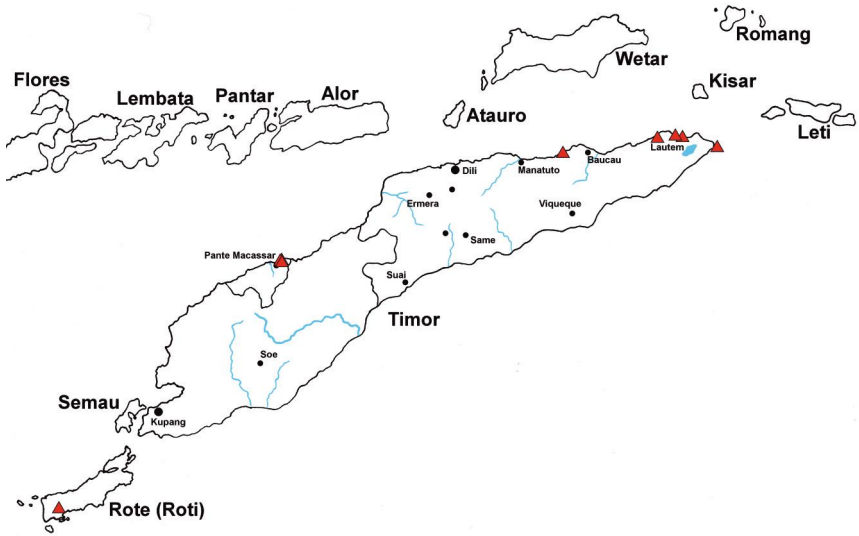 Romang
Wetar
Flores
Kisar
Lembata
Pantar
Alor
Atauro
Leti
Lautem
Baucau
Dili
Manatuto
Ermera
Viqueque
Same
Pante Macassar
Suai
Timor
Soe
Semau
Kupang
Rote (Roti)